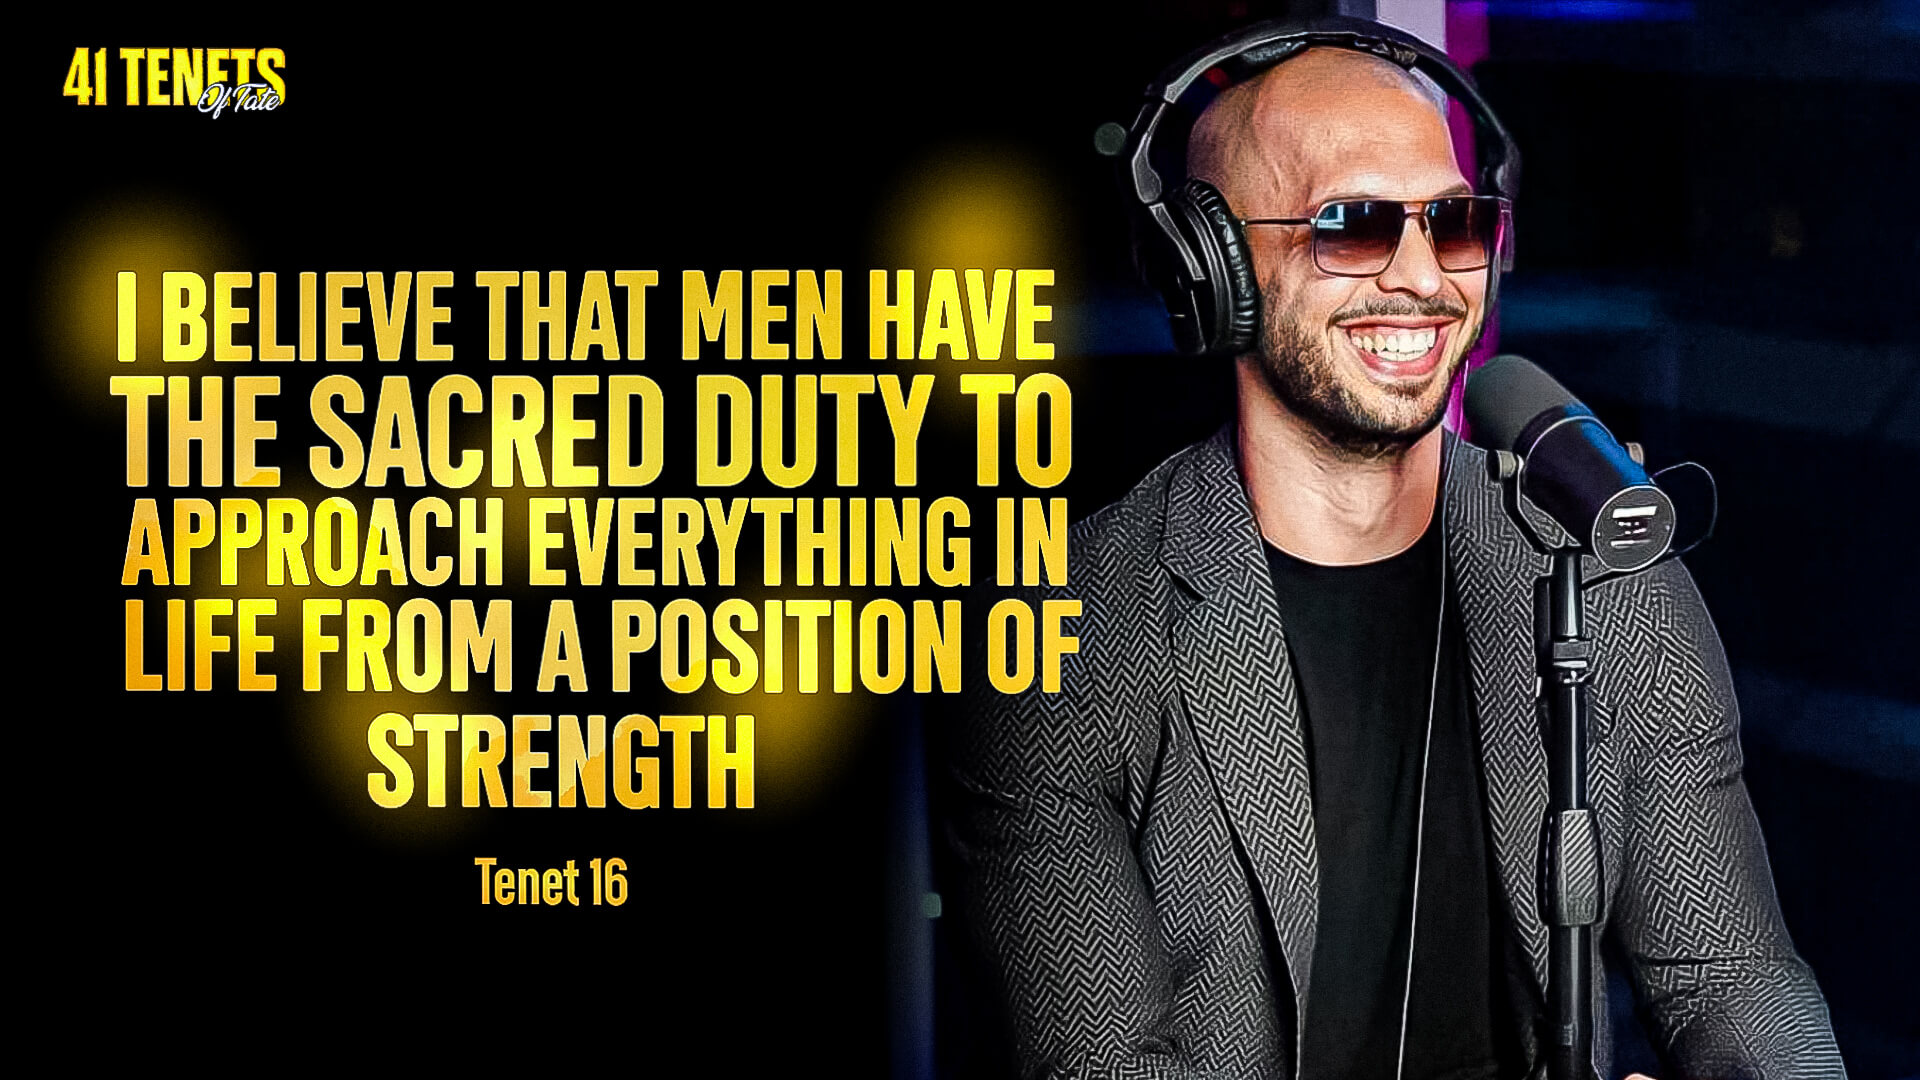 41 TENETS
Of Tate
I BELIEVE THAT MEN HAVE
THE SACRED DUTY TO
APPROACH EVERYTHING IN
LIFE FROM A POSITION OF
STRENGTH
Tenet 16